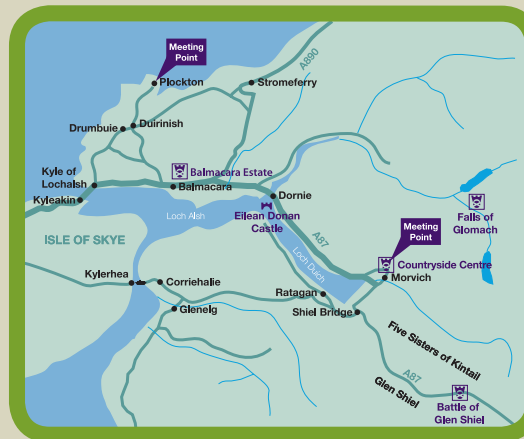 Meeting
Point
A890
Plockton
Stromeferry
Drumbuie
Duirinish
Kyle of
Lochalsh
Balmacara Estate
Balmacara
Kyleakin
Dornie
Loch Alsh
Eilean Donan
Castle
Falls of
Glomach
ISLE OF SKYE
A87
Meeting
Point
Loch Duich
Countryside Centre
Morvich
Kylerhea
Corriehalie
Ratagan
Glenelg
Shiel Bridge
Five Sisters of Kintail
A87
Glen Shiel
Battle of
Glen Shiel